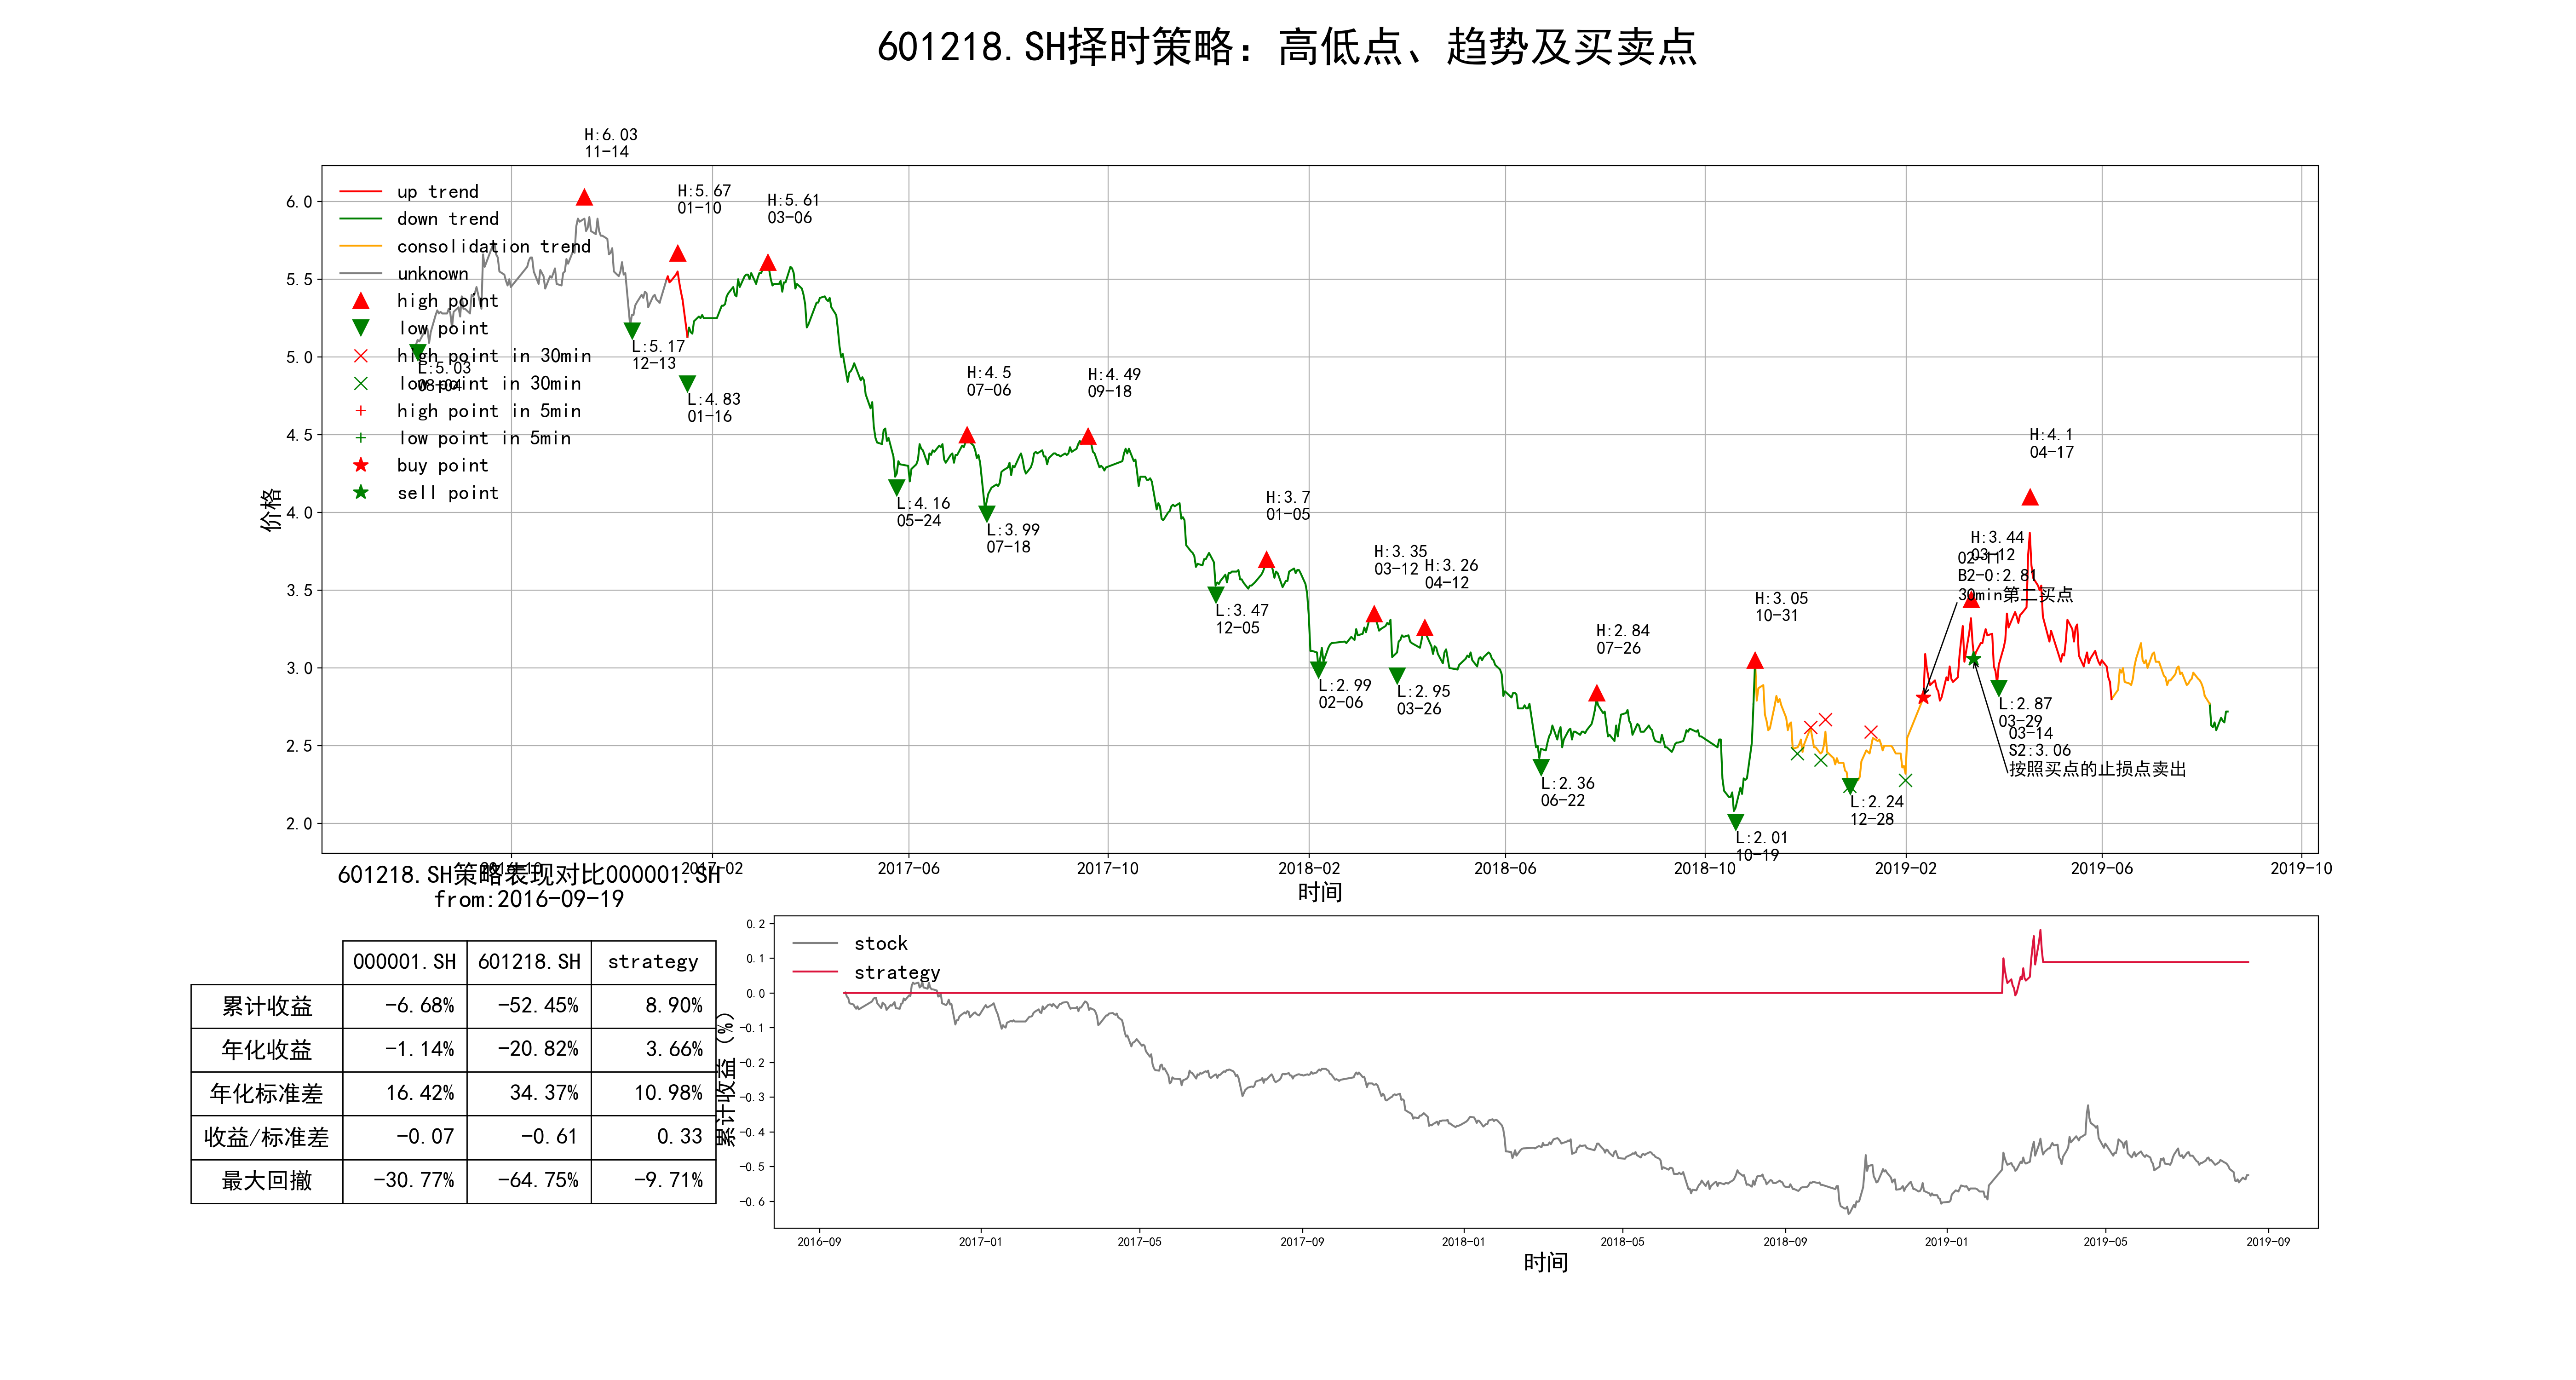 601218.SH择时策略：高低点、趋势及买卖点
H:6.03
11-14
H:5.67
01-10
H:5.61
03-06
up trend
down trend
consolidation trend
unknown
high point
low point
high point in 30min
low point in 30min
high point in 5min
low point in 5min
buy point
sell point
L:5.03
08-04
L:5.17
12-13
L:4.83
01-16
L:4.16
05-24
H:4.5
07-06
L:3.99
07-18
H:4.49
09-18
L:3.47
12-05
H:3.7
01-05
L:2.99
02-06
H:3.35
03-12
L:2.95
03-26
H:3.26
04-12
L:2.36
06-22
H:2.84
07-26
L:2.01
10-19
H:3.05
10-31
L:2.24
12-28
02-11
B2-0:2.81
30min第二买点
H:3.44
03-12
L:2.87
03-29
03-14
S2:3.06
按照买点的止损点卖出
H:4.1
04-17
价格
6.0
5.5
5.0
4.5
4.0
3.5
3.0
2.5
2.0
2016-10 2017-02 2017-06 2017-10 2018-02 2018-06 2018-10 2019-02 2019-06 2019-10
时间
601218.SH策略表现对比000001.SH
from:2016-09-19
000001.SH 601218.SH strategy
累计收益 -6.68% -52.45% 8.90%
年化收益 -1.14% -20.82% 3.66%
年化标准差 16.42% 34.37% 10.98%
收益/标准差 -0.07 -0.61 0.33
最大回撤 -30.77% -64.75% -9.71%
累计收益（%）
stock
strategy
0.2
0.1
0.0
-0.1
-0.2
-0.3
-0.4
-0.5
-0.6
2016-09 2017-01 2017-05 2017-09 2018-01 2018-05 2018-09 2019-01 2019-05 2019-09
时间